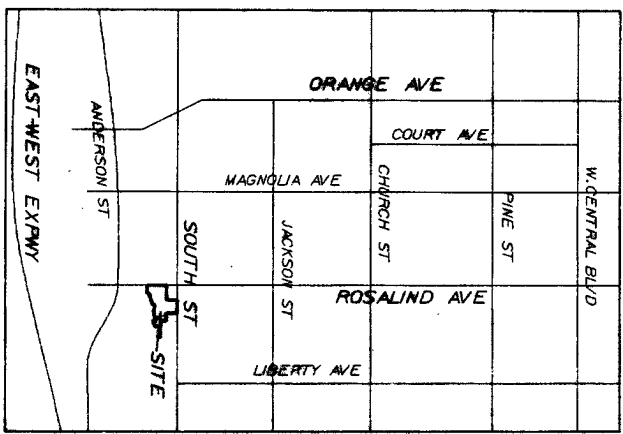 ORANGE AVE
COURT AVE
MAGNOLIA AVE
ROSALIND AVE
LIBERTY AVE
EAST-WEST EXPWY
ANDERSON ST
SOUTH ST
JACKSON ST
CHURCH ST
PINE ST
W. CENTRAL BLVD
SITE